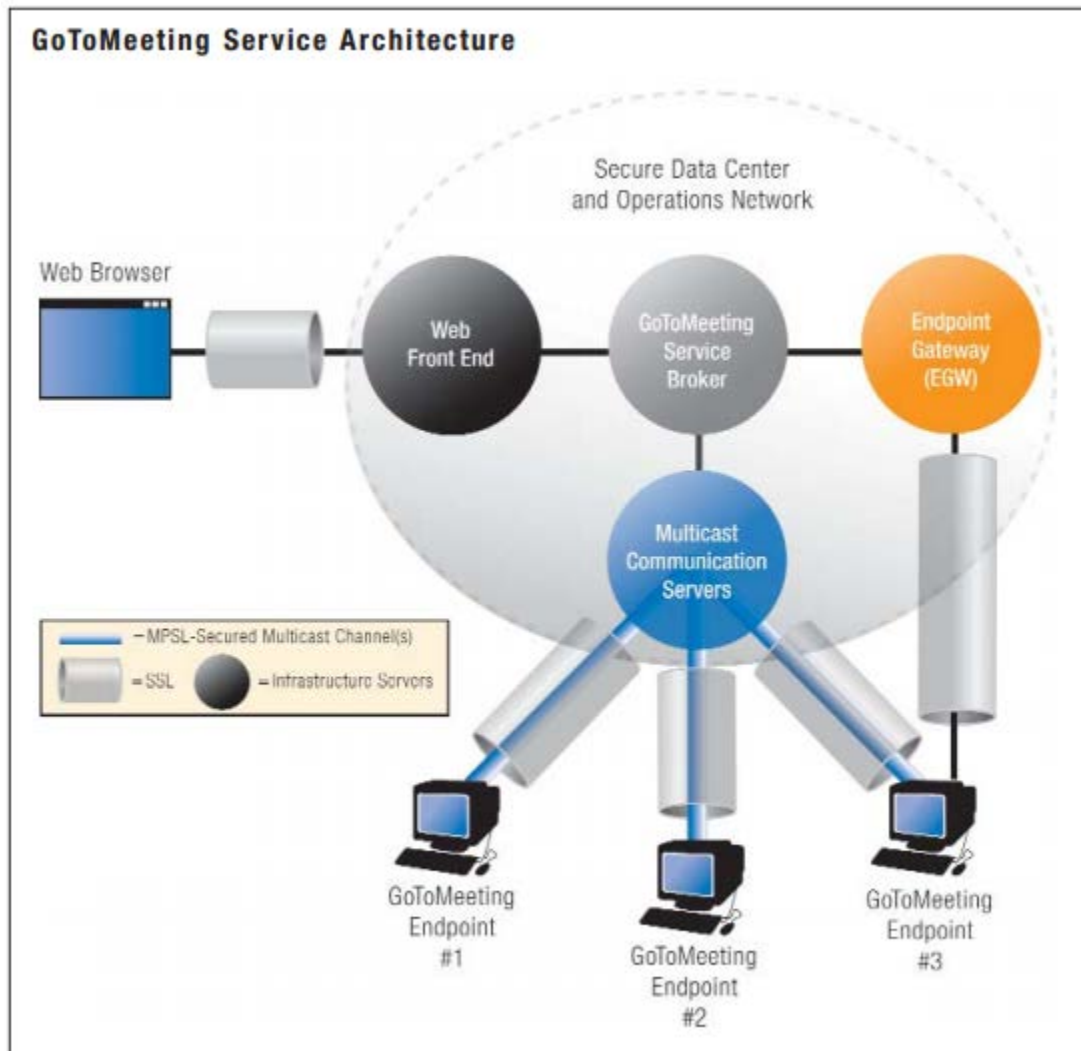 GoToMeeting Service Architecture
Secure Data Center
and Operations Network
Web Browser
Web
Front End
GoToMeeting
Service
Broker
Endpoint
Gateway
(EGW)
Multicast
Communication
Servers
–MPSL-Secured Multicast Channel(s)
= SSL
= Infrastructure Servers
GoToMeeting
Endpoint
#1
GoToMeeting
Endpoint
#2
GoToMeeting
Endpoint
#3